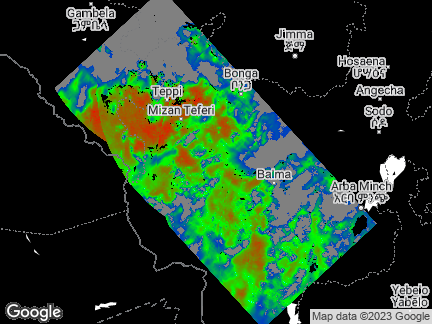 Gambela
ጋምቤላ
Jimma
ጅማ
Hosaena
ሆሣዕና
Bonga
ቦንጋ
Teppi
Angecha
Mizan Teferi
Sodo
ሶዶ
Balma
Arba Minch
አርባ ምንጭ
Yebelo
Yabelo
Google
Map data ©2023 Google